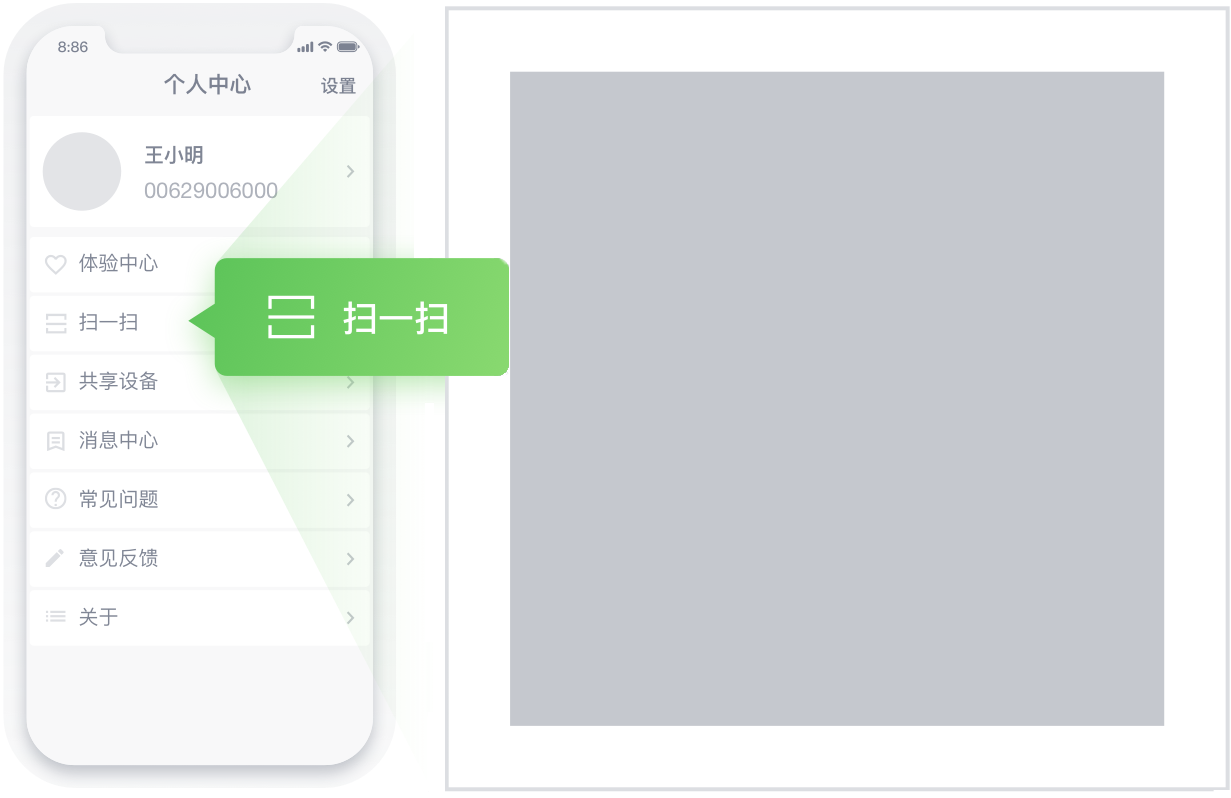 8:86
个人中心 设置
王小明
00629006000
体验中心
扫一扫
扫一扫
共享设备
消息中心
常见问题
意见反馈
关于